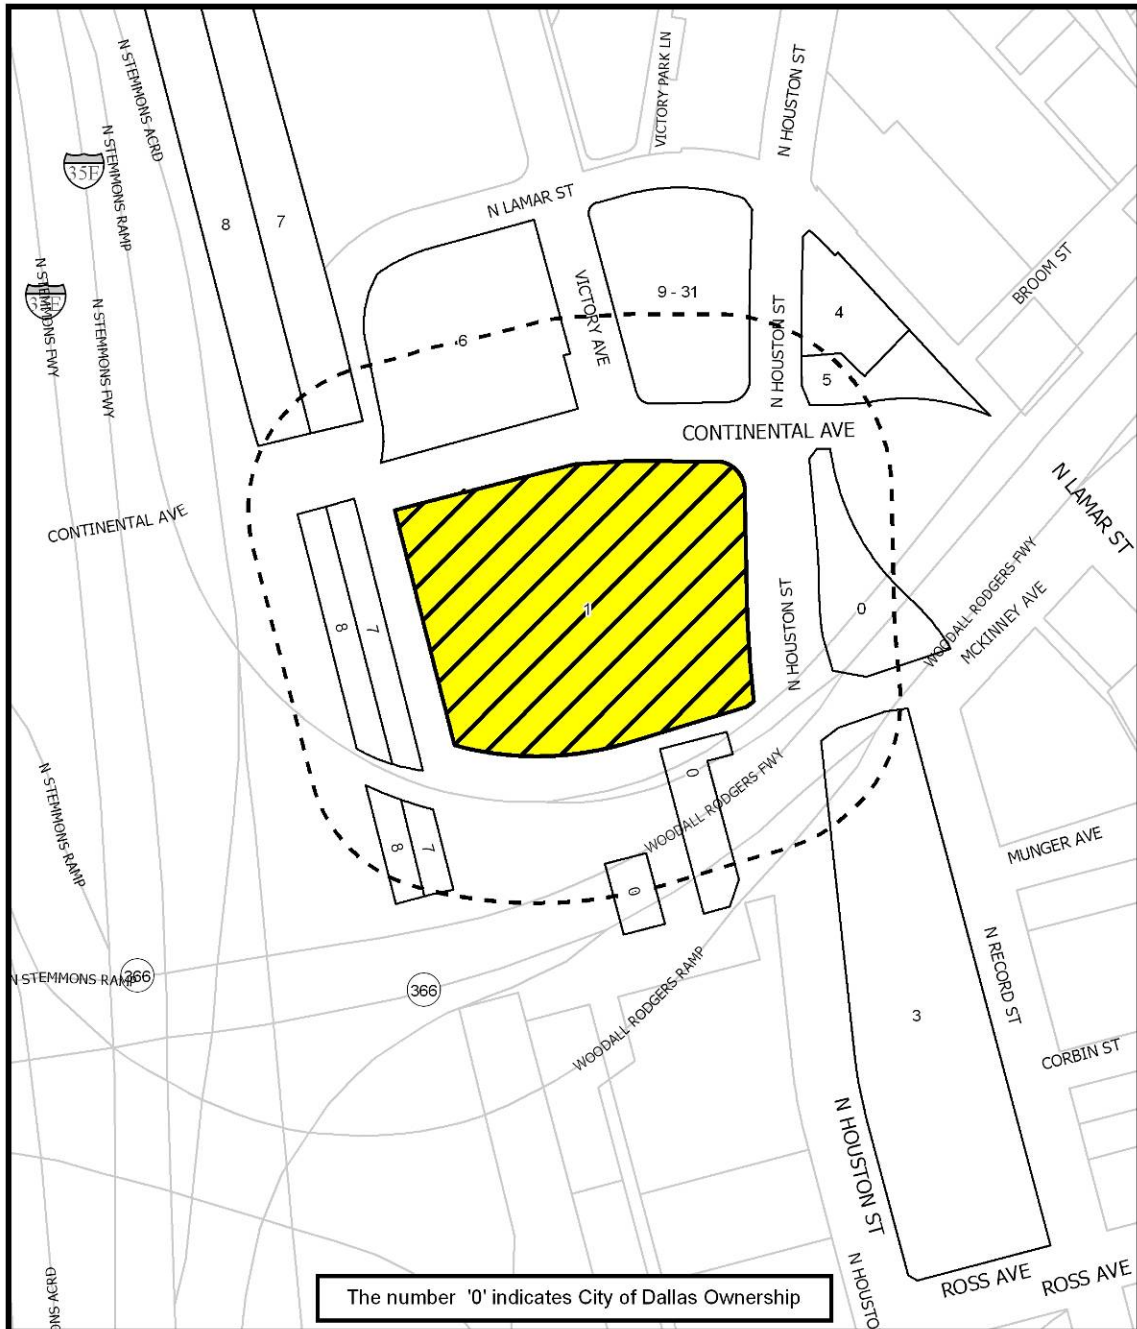 N STEMMONS ACRD
VICTORY PARK LN
N HOUSTON ST
35E
N STEMMONS RAMP
N LAMAR ST
8
7
N STEMMONS FWY
N STEMMONS FWY
VICTORY AVE
9 - 31
BROOM ST
4
N HOUSTON ST
6
5
CONTINENTAL AVE
N LAMAR ST
CONTINENTAL AVE
8
7
1
N HOUSTON ST
0
WOODALL RODGERS FWY
MCKINNEY AVE
N STEMMONS RAMP
0
WOODALL RODGERS FWY
8
7
0
MUNGER AVE
N STEMMONS RAMP
366
366
WOODALL RODGERS RAMP
N RECORD ST
3
CORBIN ST
N HOUSTON ST
ROSS AVE
ROSS AVE
N HOUSTO
ONS ACRD
The number '0' indicates City of Dallas Ownership